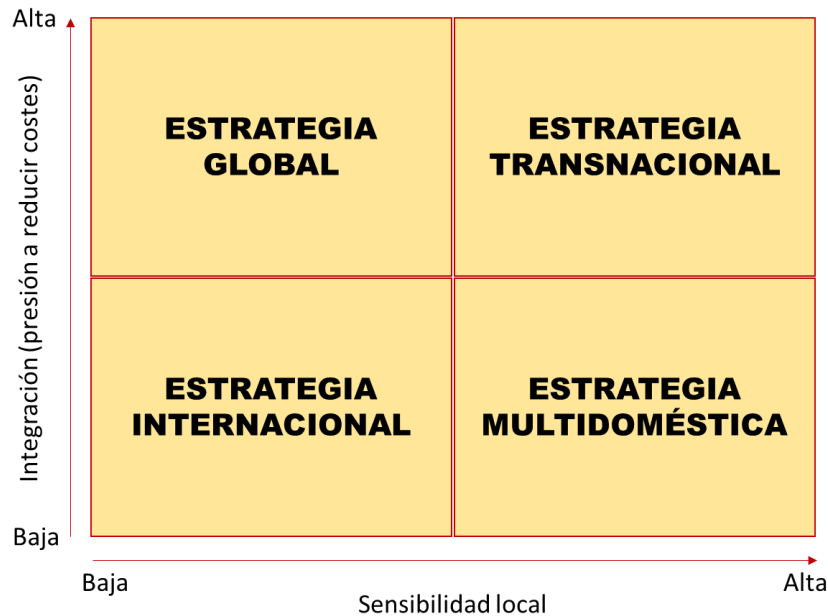 Alta
Integración (presión a reducir costes)
ESTRATEGIA
GLOBAL
ESTRATEGIA
TRANSNACIONAL
ESTRATEGIA
INTERNACIONAL
ESTRATEGIA
MULTIDOMÉSTICA
Baja
Baja
Alta
Sensibilidad local